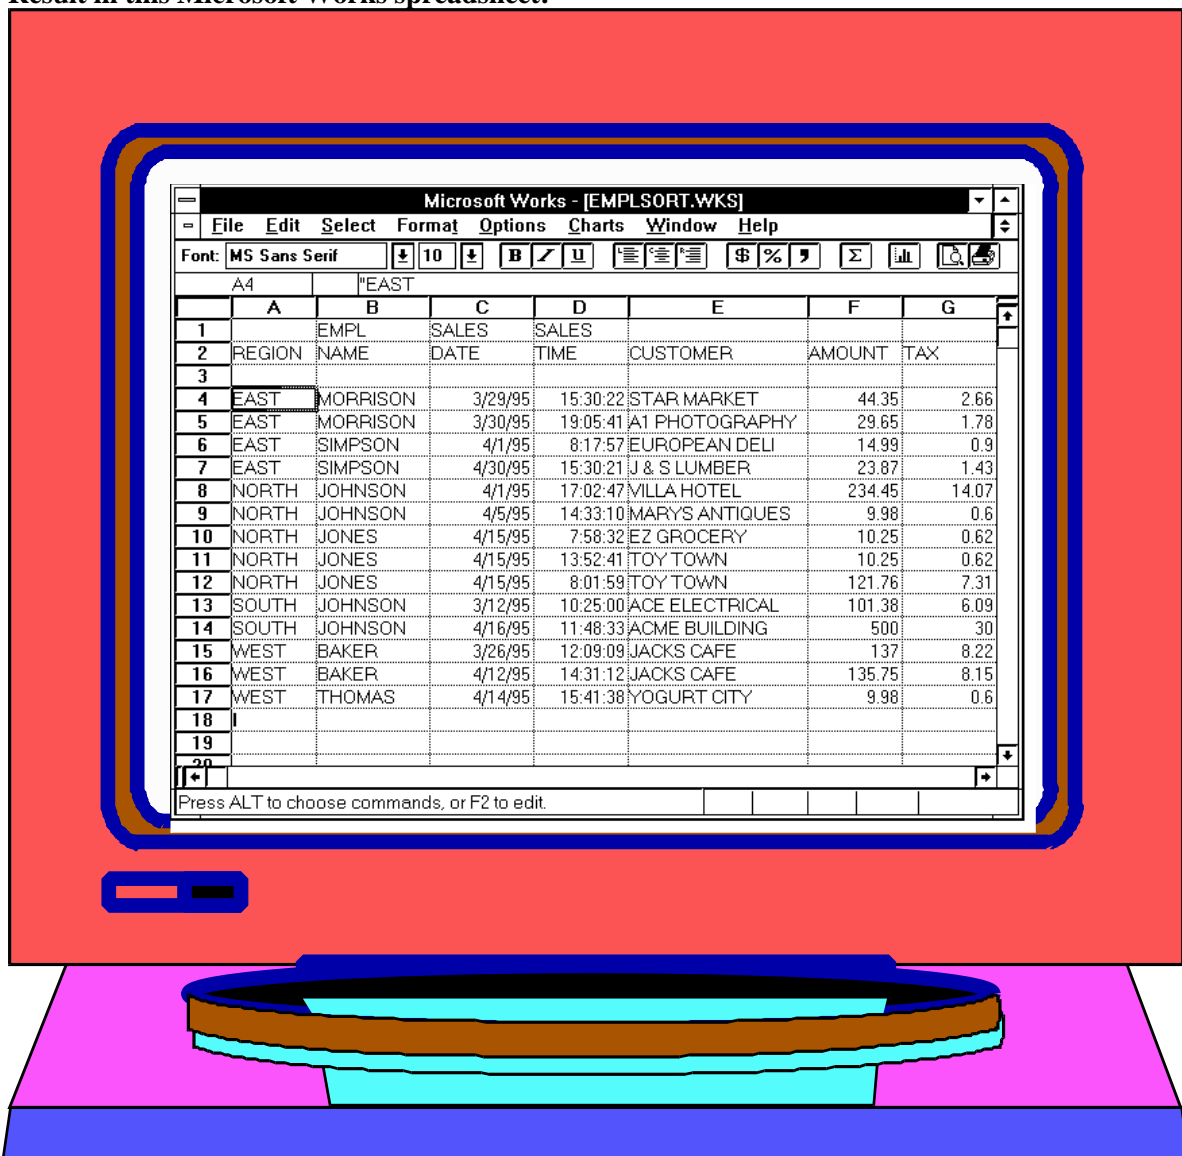 Result in this Microsoft Works spreadsheet:
Microsoft Works - [EMPLSORT.WKS]
File Edit Select Format Options Charts Window Help
Font: MS Sans Serif 10 B I u $ % , Σ
A4 "EAST
A B C D E F G
1 EMPL SALES SALES
2 REGION NAME DATE TIME CUSTOMER AMOUNT TAX
3
4 EAST MORRISON 3/29/95 15:30:22 STAR MARKET 44.35 2.66
5 EAST MORRISON 3/30/95 19:05:41 A1 PHOTOGRAPHY 29.65 1.78
6 EAST SIMPSON 4/1/95 8:17:57 EUROPEAN DELI 14.99 0.9
7 EAST SIMPSON 4/30/95 15:30:21 J & S LUMBER 23.87 1.43
8 NORTH JOHNSON 4/1/95 17:02:47 VILLA HOTEL 234.45 14.07
9 NORTH JOHNSON 4/5/95 14:33:10 MARYS ANTIQUES 9.98 0.6
10 NORTH JONES 4/15/95 7:58:32 EZ GROCERY 10.25 0.62
11 NORTH JONES 4/15/95 13:52:41 TOY TOWN 10.25 0.62
12 NORTH JONES 4/15/95 8:01:59 TOY TOWN 121.76 7.31
13 SOUTH JOHNSON 3/12/95 10:25:00 ACE ELECTRICAL 101.38 6.09
14 SOUTH JOHNSON 4/16/95 11:48:33 ACME BUILDING 500 30
15 WEST BAKER 3/26/95 12:09:09 JACKS CAFE 137 8.22
16 WEST BAKER 4/12/95 14:31:12 JACKS CAFE 135.75 8.15
17 WEST THOMAS 4/14/95 15:41:38 YOGURT CITY 9.98 0.6
18
19
20
Press ALT to choose commands, or F2 to edit.